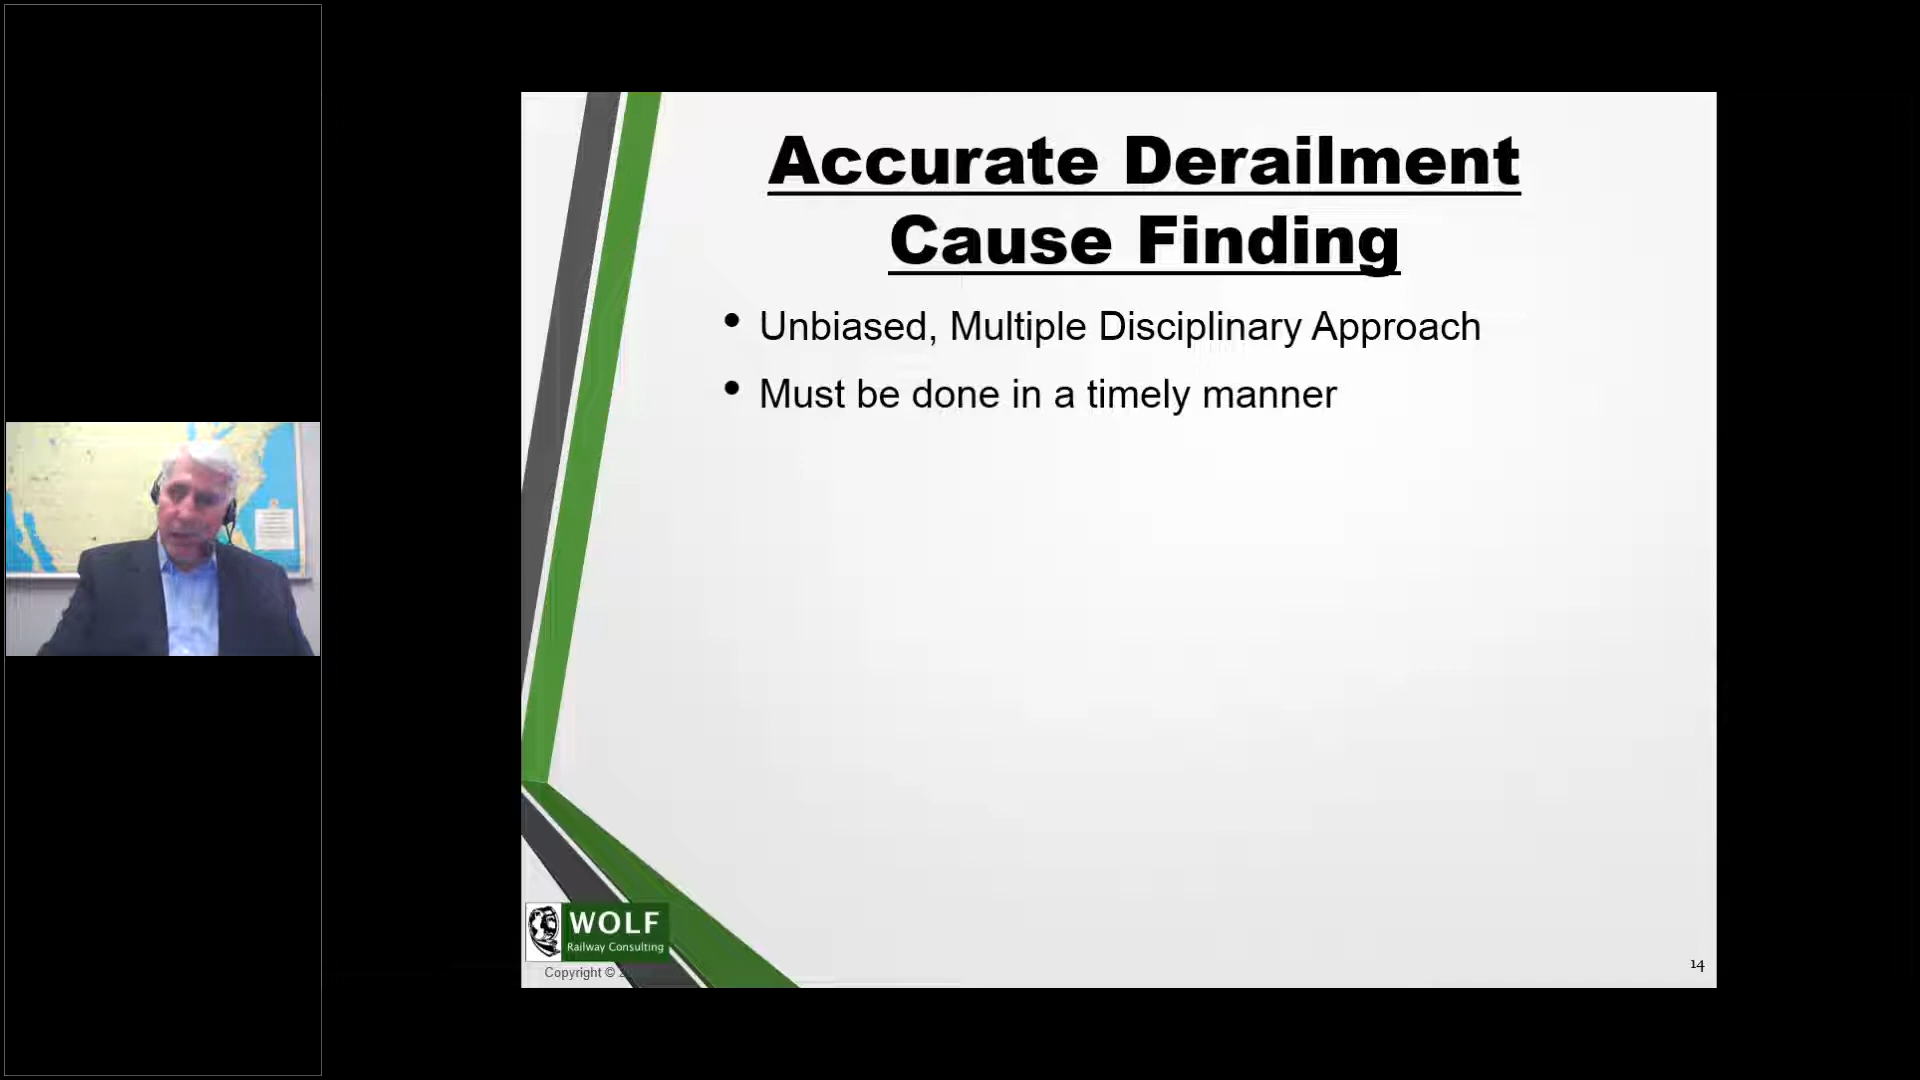 Accurate Derailment
Cause Finding
• Unbiased, Multiple Disciplinary Approach
• Must be done in a timely manner
WOLF
Railway Consulting
Copyright ©
14